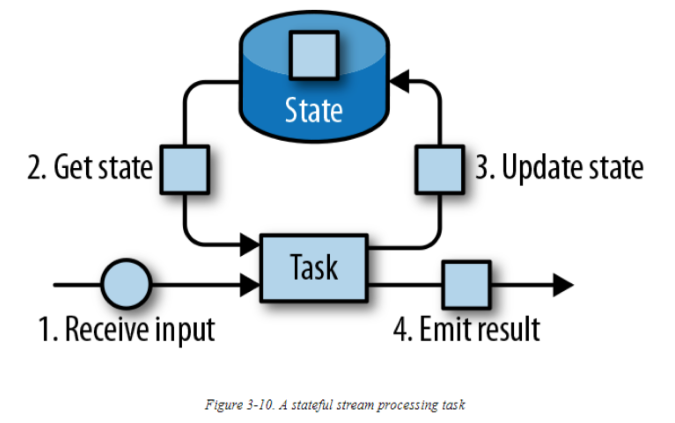 State
2. Get state
3. Update state
Task
1. Receive input
4. Emit result
Figure 3-10. A stateful stream processing task